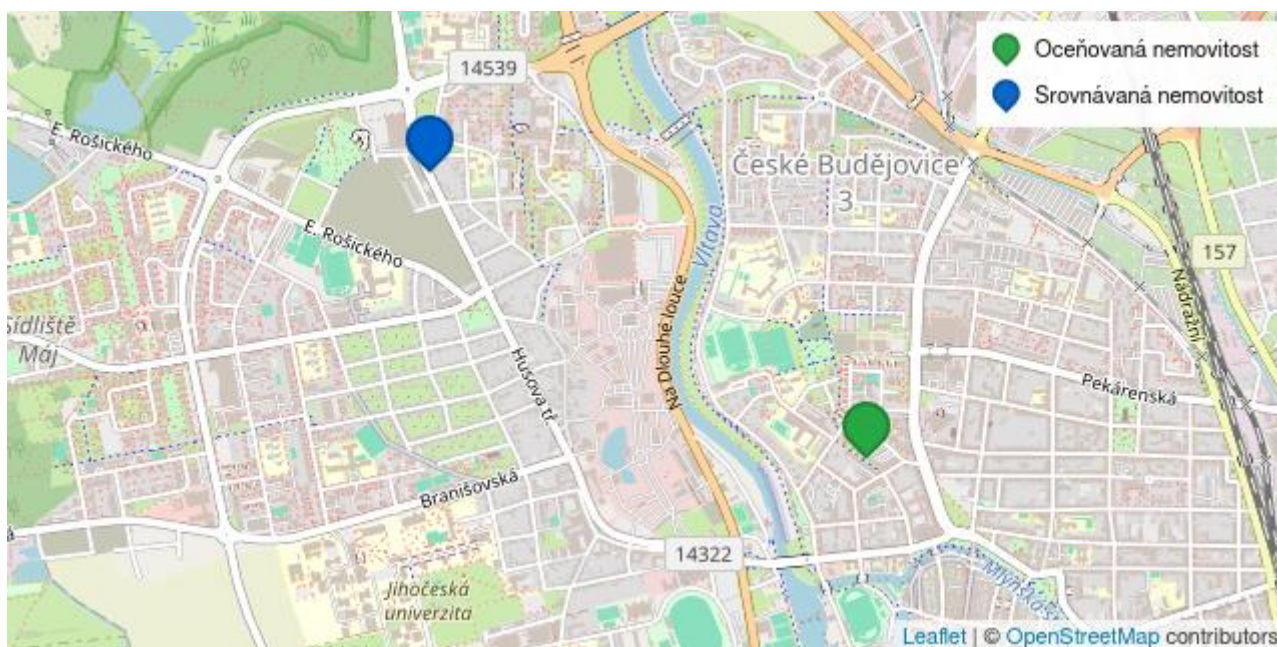 Oceňovaná nemovitost
Srovnávaná nemovitost
14539
E. Rošického
České Budějovice
3
Vltava
E. Rošického
157
Nádražní
Sídliště
Máj
Na Dlouhé louce
Husova tř.
Pekárenská
Branišovská
14322
Jihočeská
univerzita
Mlýnská
Leaflet | © OpenStreetMap contributors